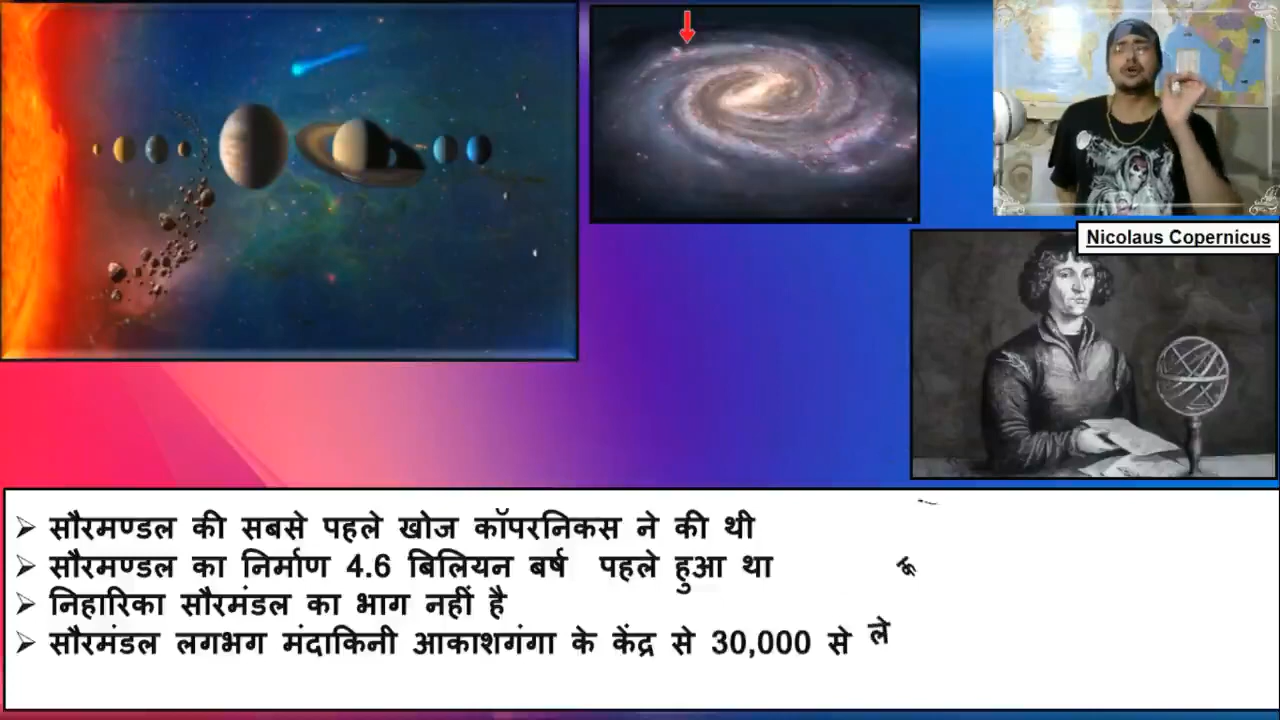 Nicolaus Copernicus
सौरमण्डल की सबसे पहले खोज कॉपरनिकस ने की थी
सौरमण्डल का निर्माण 4.6 बिलियन बर्ष पहले हुआ था
निहारिका सौरमंडल का भाग नहीं है
सौरमंडल लगभग मंदाकिनी आकाशगंगा के केंद्र से 30,000 से ले